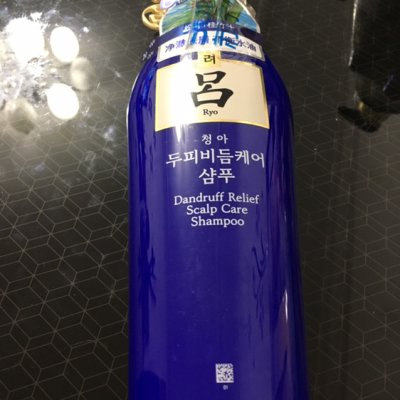 려
呂
Ryo
청아
두피비듬케어
샴푸
Dandruff Relief
Scalp Care
Shampoo